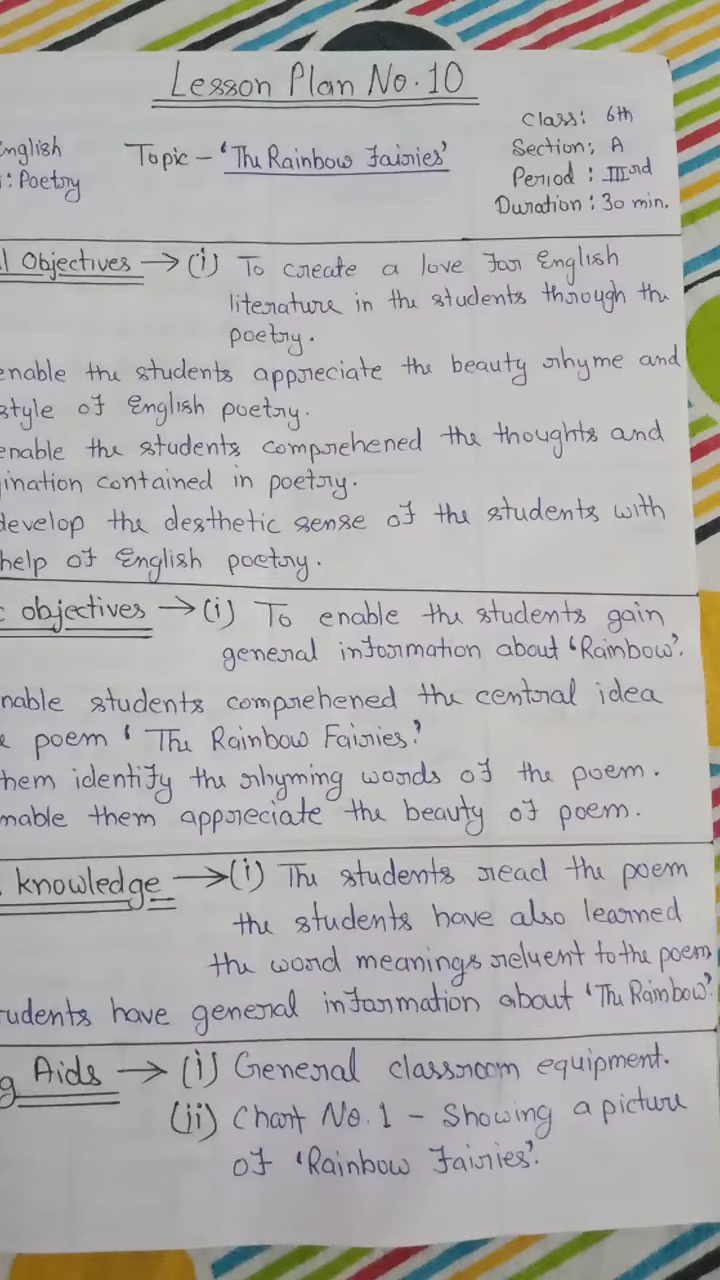 Lesson Plan No. 10
Class: 6th
English Topic - 'The Rainbow Fairies' Section: A
: Poetry Period : IIIrd
Duration : 30 min.
Objectives → (i) To create a love for English
literature in the students through the
poetry.
enable the students appreciate the beauty rhyme and
style of English poetry.
enable the students comprehened the thoughts and
ination contained in poetry.
develop the desthetic sense of the students with
help of English poetry.
c objectives → (i) To enable the students gain
general information about 'Rainbow'.
nable students comprehened the central idea
e poem 'The Rainbow Fairies'
hem identify the rhyming words of the poem.
nable them appreciate the beauty of poem.
knowledge → (i) The students read the poem
the students have also learned
the word meanings reluent to the poem
tudents have general information about 'The Rainbow'.
g Aids → (i) General classroom equipment.
(ii) Chart No. 1 - Showing a picture
of 'Rainbow Fairies'.